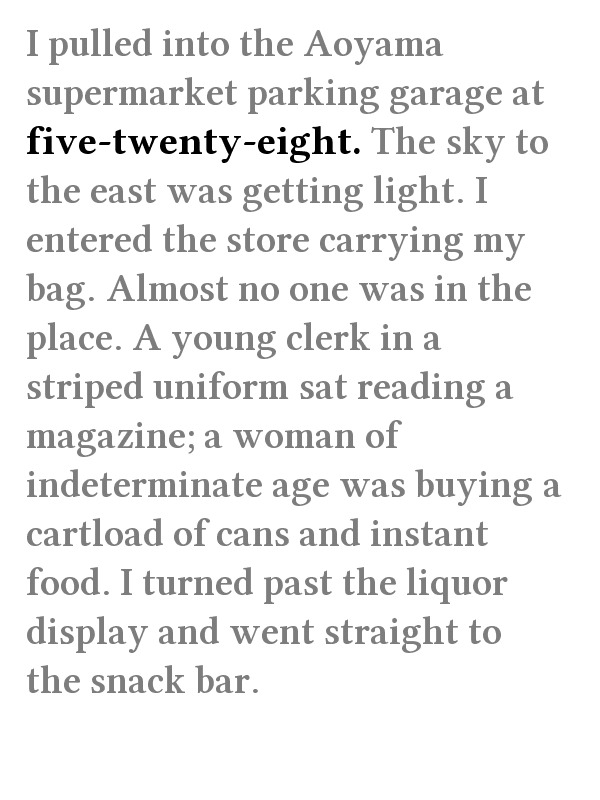 I pulled into the Aoyama
supermarket parking garage at
five-twenty-eight. The sky to
the east was getting light. I
entered the store carrying my
bag. Almost no one was in the
place. A young clerk in a
striped uniform sat reading a
magazine; a woman of
indeterminate age was buying a
cartload of cans and instant
food. I turned past the liquor
display and went straight to
the snack bar.